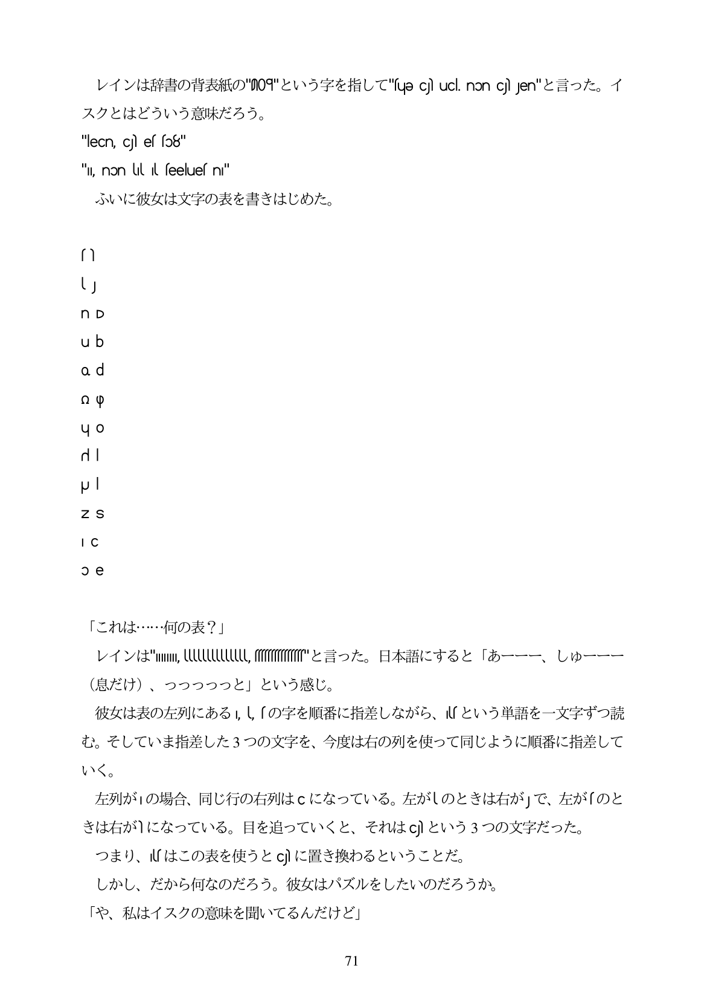 レインは辞書の背表紙の"ſſ\09"という字を指して"ſyə cȷl ucl. nɔn cȷl ȷen"と言った。イ
スクとはどういう意味だろう。
"lecn, cȷl eſ ſɔȣ"
"ıı, nɔn lıl ıl ſeelueſ nı"
ふいに彼女は文字の表を書きはじめた。
ſ l
l ȷ
n ᴅ
u b
a d
Ω φ
y o
d l
μ l
z s
ı c
ɔ e
「これは……何の表？」
レインは"ıııııııı, llllllllllllll, ſſſſſſſſſſſſſſ"と言った。日本語にすると「あーーー、しゅーーー
（息だけ）、っっっっっと」という感じ。
彼女は表の左列にある ı, l, ſ の字を順番に指差しながら、ılſ という単語を一文字ずつ読
む。そしていま指差した 3 つの文字を、今度は右の列を使って同じように順番に指差して
いく。
左列が ı の場合、同じ行の右列は c になっている。左が l のときは右が ȷ で、左が ſ のと
きは右が l になっている。目を追っていくと、それは cȷl という 3 つの文字だった。
つまり、ılſ はこの表を使うと cȷl に置き換わるということだ。
しかし、だから何なのだろう。彼女はパズルをしたいのだろうか。
「や、私はイスクの意味を聞いてるんだけど」
71